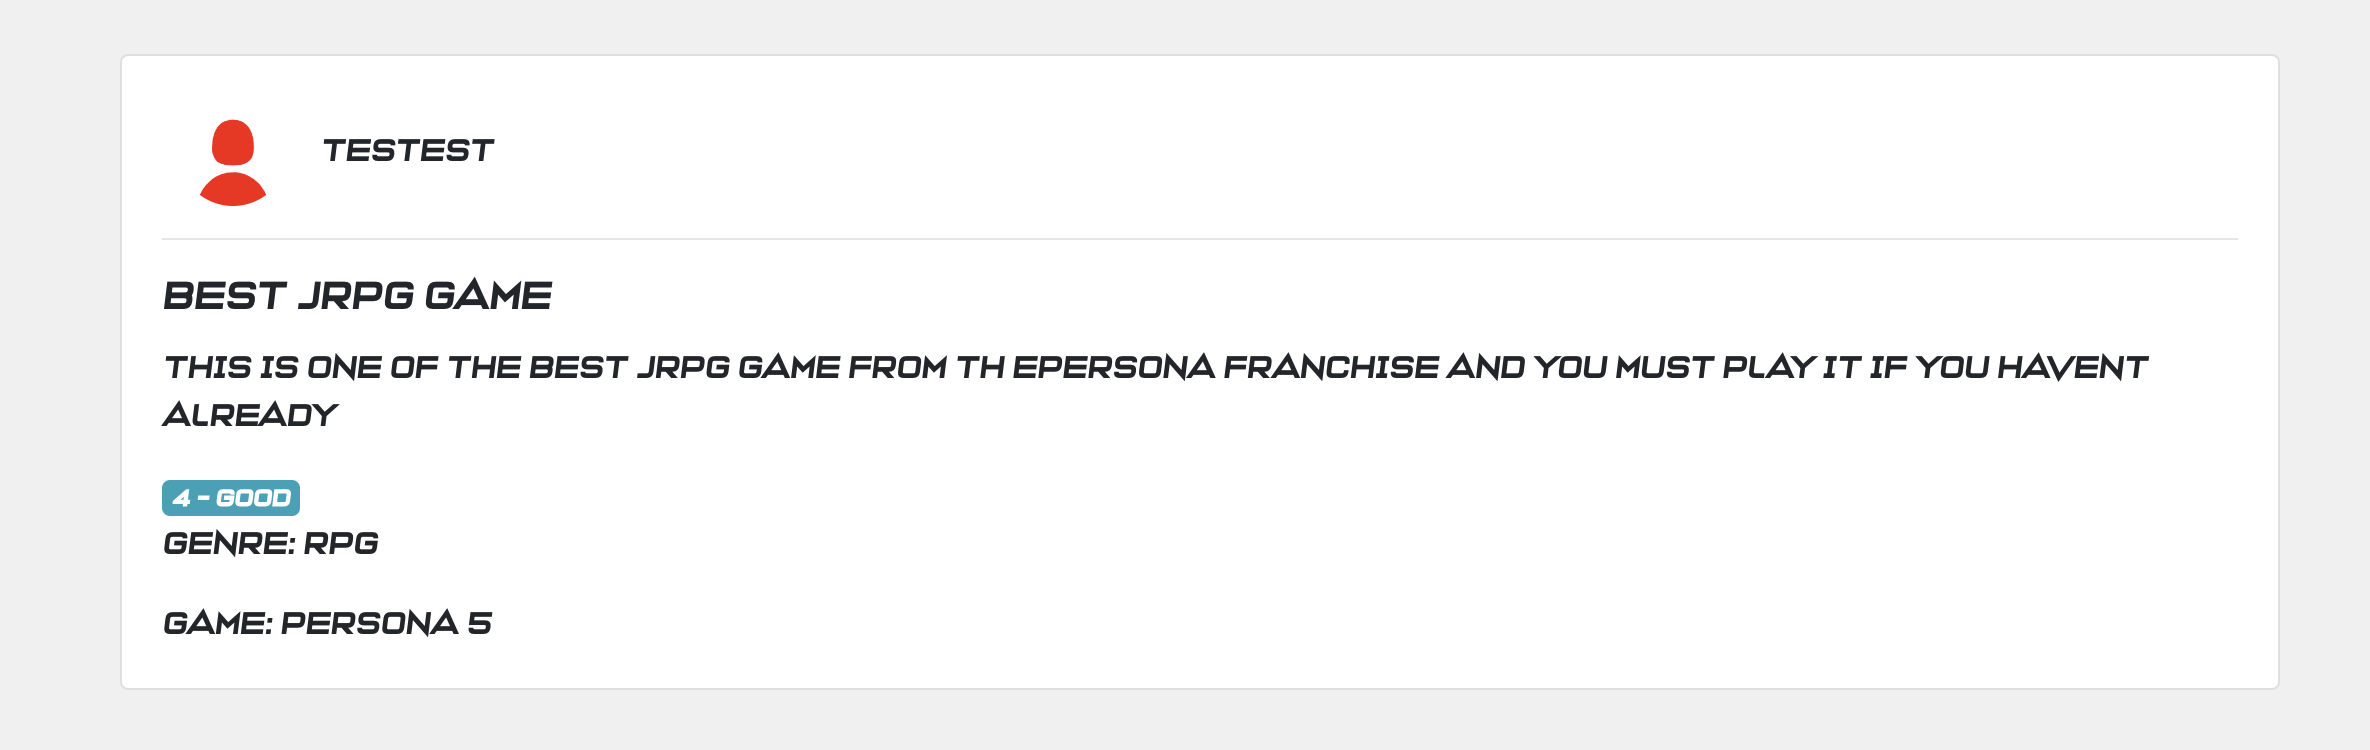 TESTEST
BEST JRPG GAME
THIS IS ONE OF THE BEST JRPG GAME FROM TH EPERSONA FRANCHISE AND YOU MUST PLAY IT IF YOU HAVENT
ALREADY
4 - GOOD
GENRE: RPG
GAME: PERSONA 5